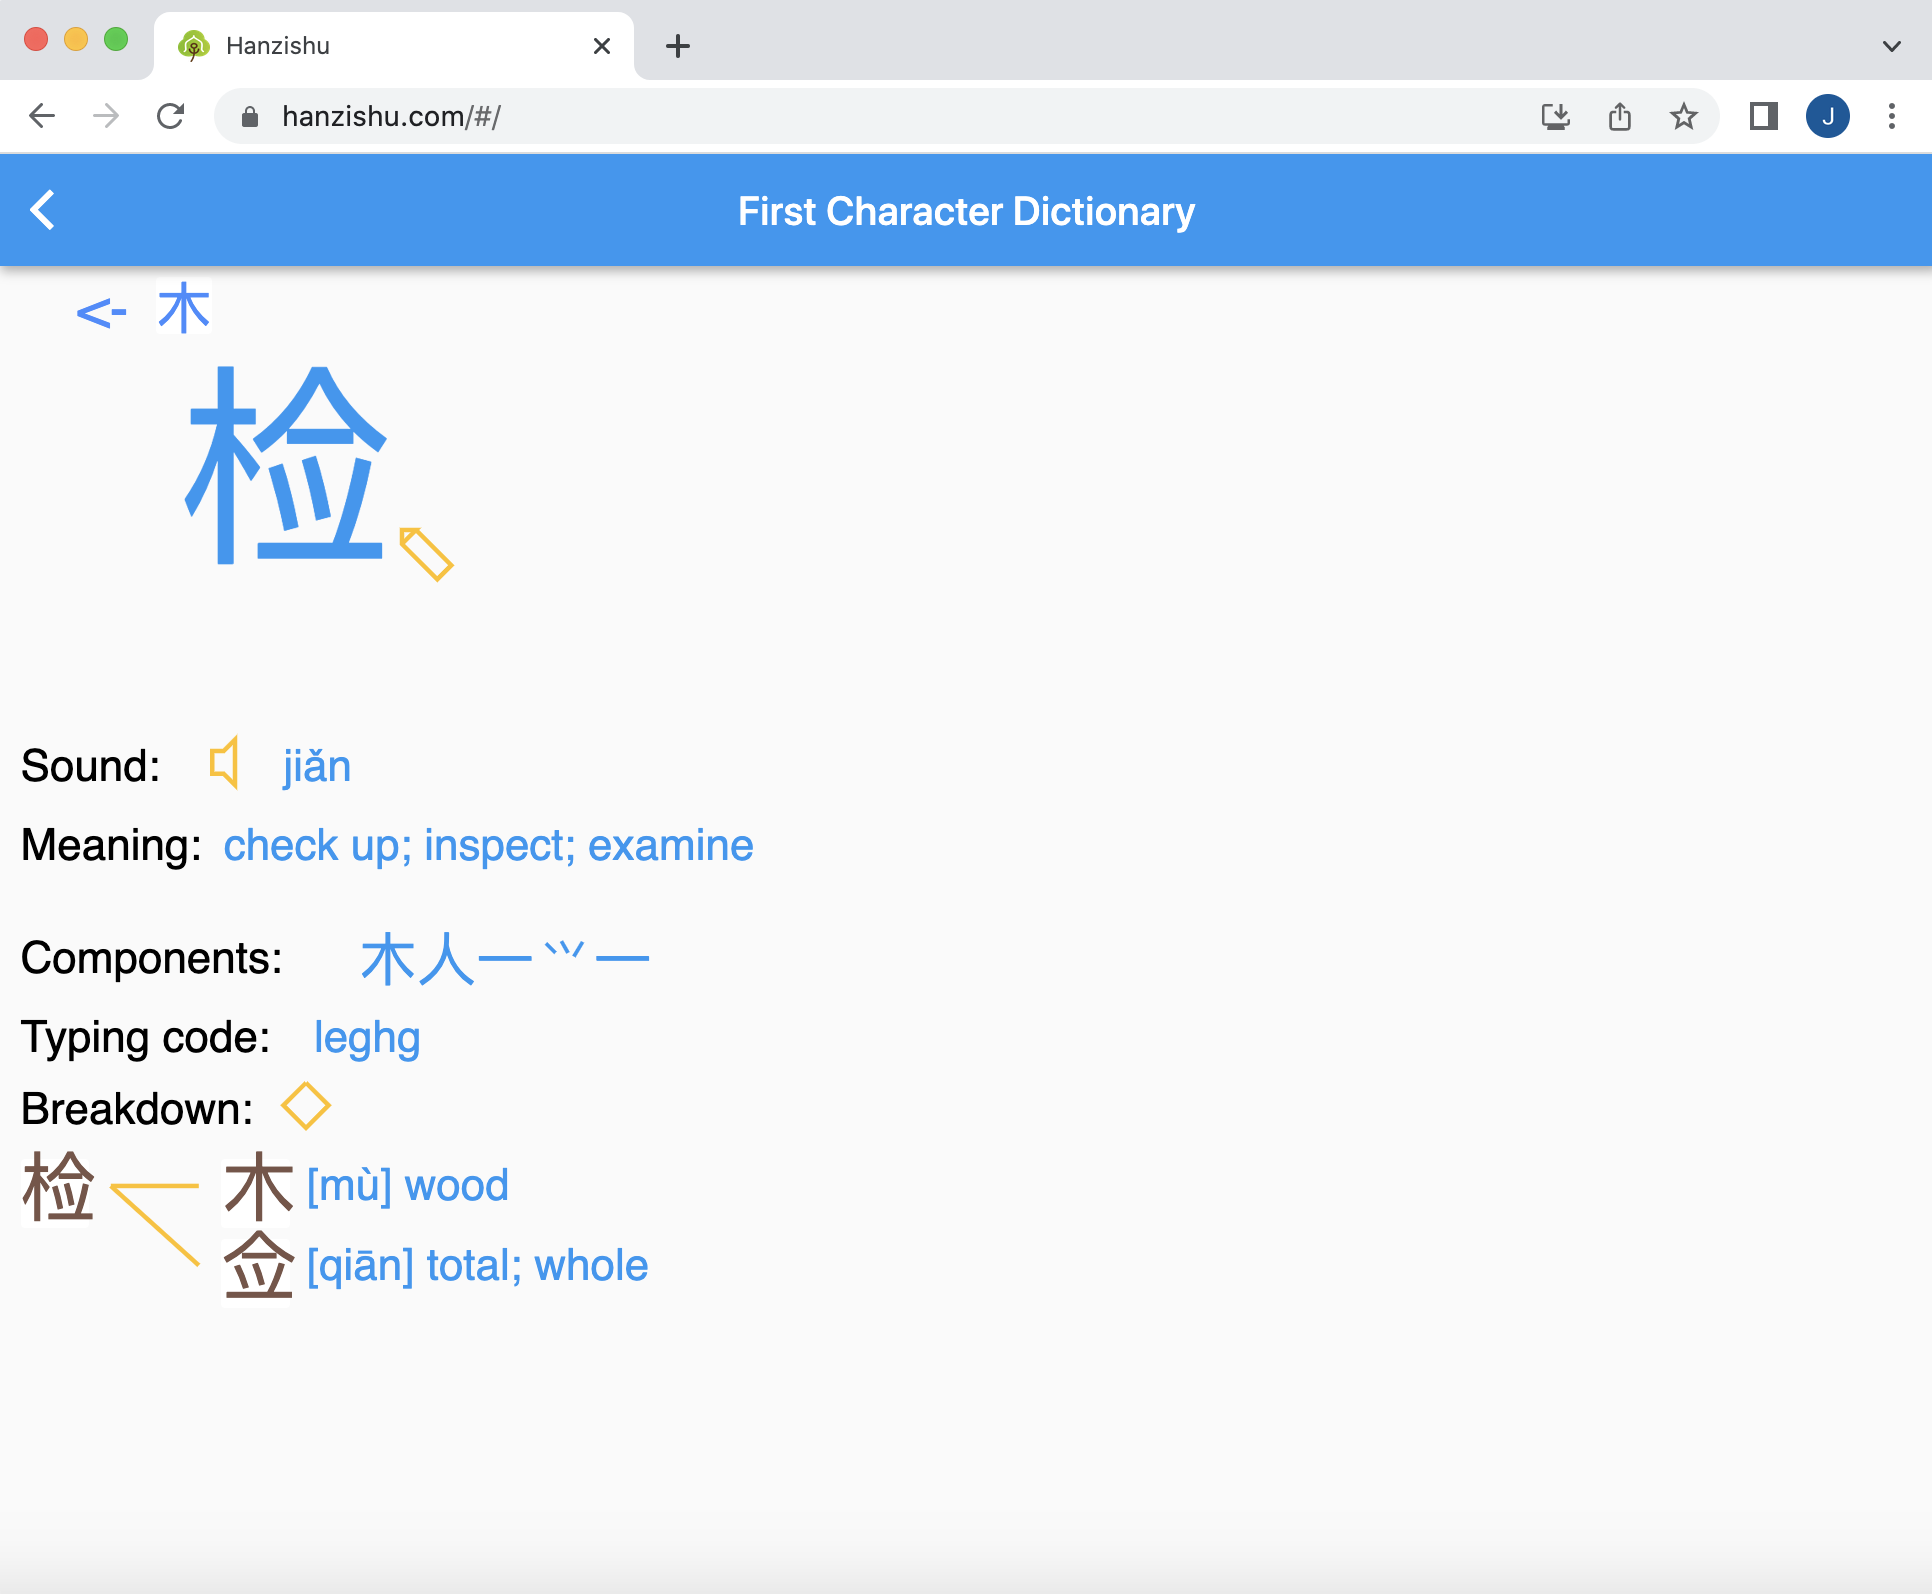 Hanzishu
hanzishu.com/#/
J
First Character Dictionary
<- 木
检
Sound: jiǎn
Meaning: check up; inspect; examine
Components: 木人一⺍一
Typing code: leghg
Breakdown:
检 木 [mù] wood
佥 [qiān] total; whole